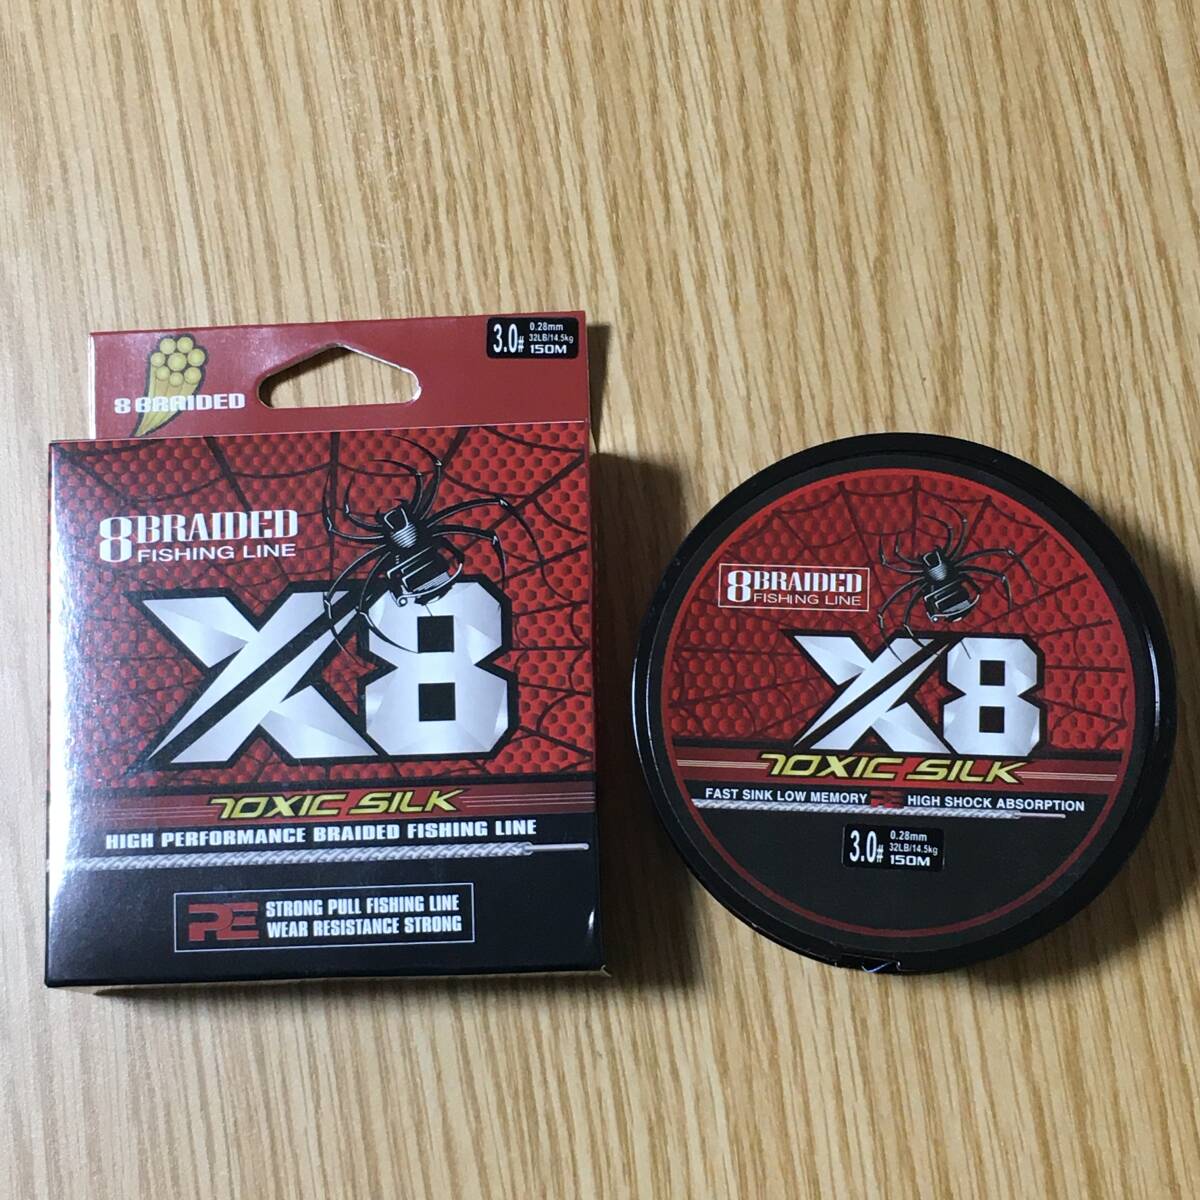 8 BRAIDED
3.0#
0.28mm
32LB/14.5kg
150M
8 BRAIDED
FISHING LINE
X8
TOXIC SILK
HIGH PERFORMANCE BRAIDED FISHING LINE
PE
STRONG PULL FISHING LINE
WEAR RESISTANCE STRONG
8 BRAIDED
FISHING LINE
X8
TOXIC SILK
FAST SINK LOW MEMORY PE HIGH SHOCK ABSORPTION
3.0#
0.28mm
32LB/14.5kg
150M